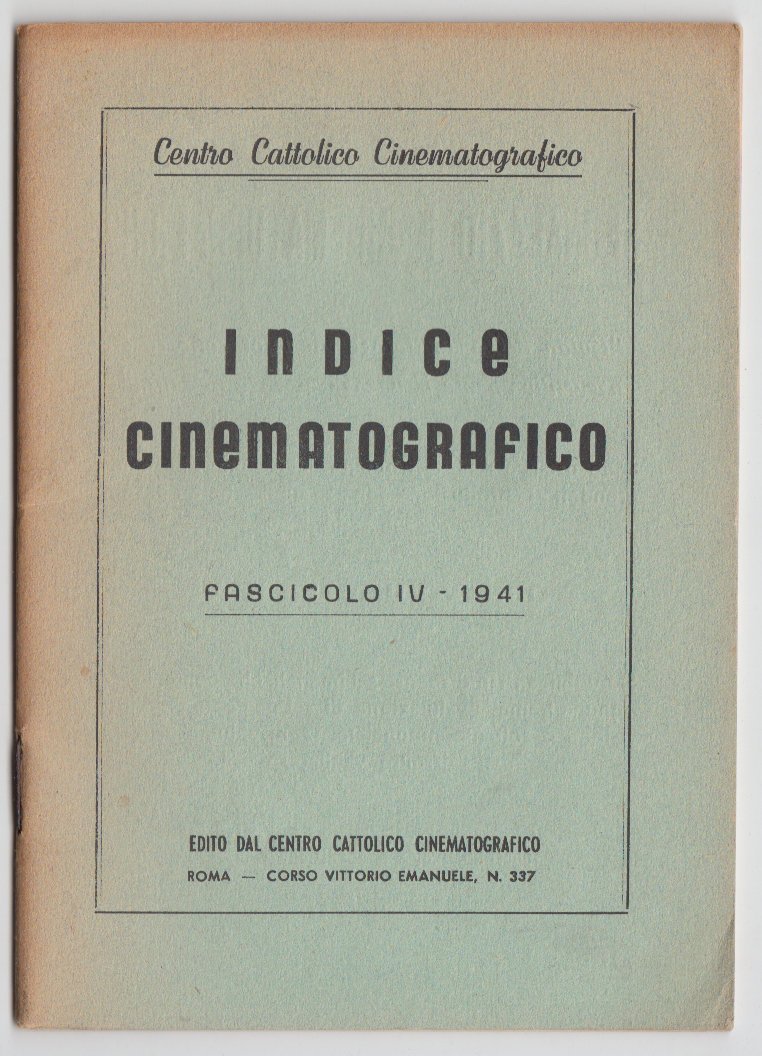 Centro Cattolico Cinematografico
INDICE
CINEMATOGRAFICO
FASCICOLO IV - 1941
EDITO DAL CENTRO CATTOLICO CINEMATOGRAFICO
ROMA — CORSO VITTORIO EMANUELE, N. 337